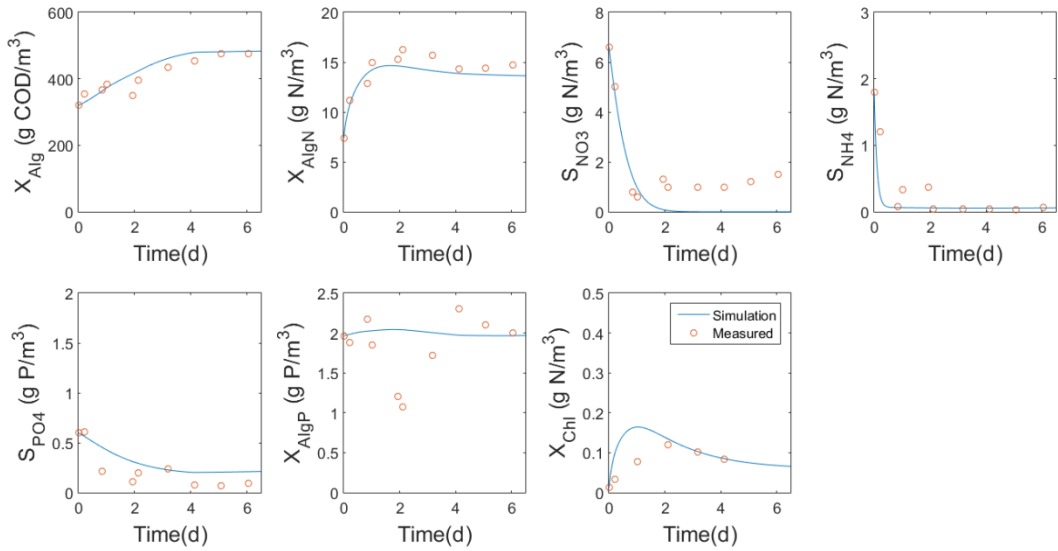 600
400
200
0
X_Alg (g COD/m^3)
0 2 4 6
Time(d)
20
15
10
5
0
X_AlgN (g N/m^3)
0 2 4 6
Time(d)
8
6
4
2
0
S_NO3 (g N/m^3)
0 2 4 6
Time(d)
3
2
1
0
S_NH4 (g N/m^3)
0 2 4 6
Time(d)
2
1.5
1
0.5
0
S_PO4 (g P/m^3)
0 2 4 6
Time(d)
2.5
2
1.5
1
0.5
0
X_AlgP (g P/m^3)
0 2 4 6
Time(d)
0.5
0.4
0.3
0.2
0.1
0
X_Chl (g N/m^3)
Simulation
Measured
0 2 4 6
Time(d)